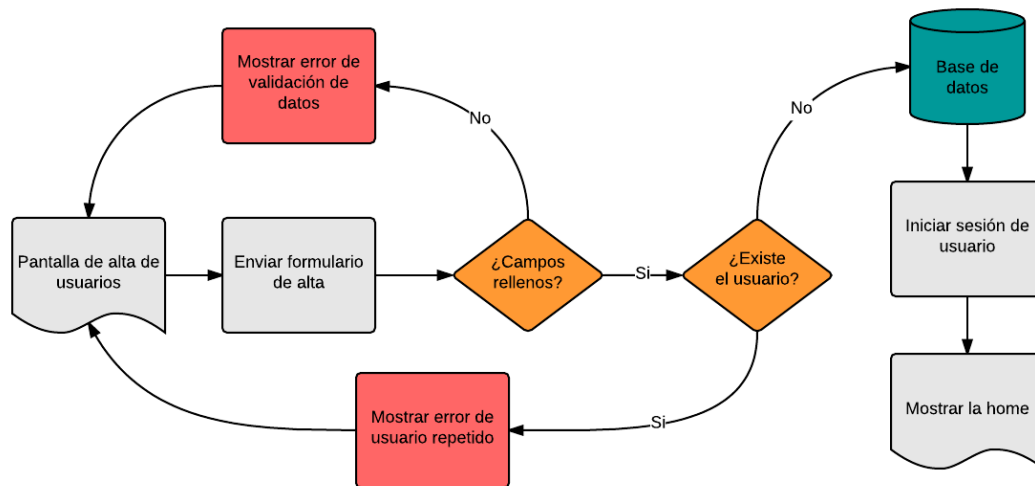 Mostrar error de
validación de
datos
No
Pantalla de alta de
usuarios
Enviar formulario
de alta
¿Campos
rellenos?
Si
¿Existe
el usuario?
No
Si
Mostrar error de
usuario repetido
Base de
datos
Iniciar sesión de
usuario
Mostrar la home